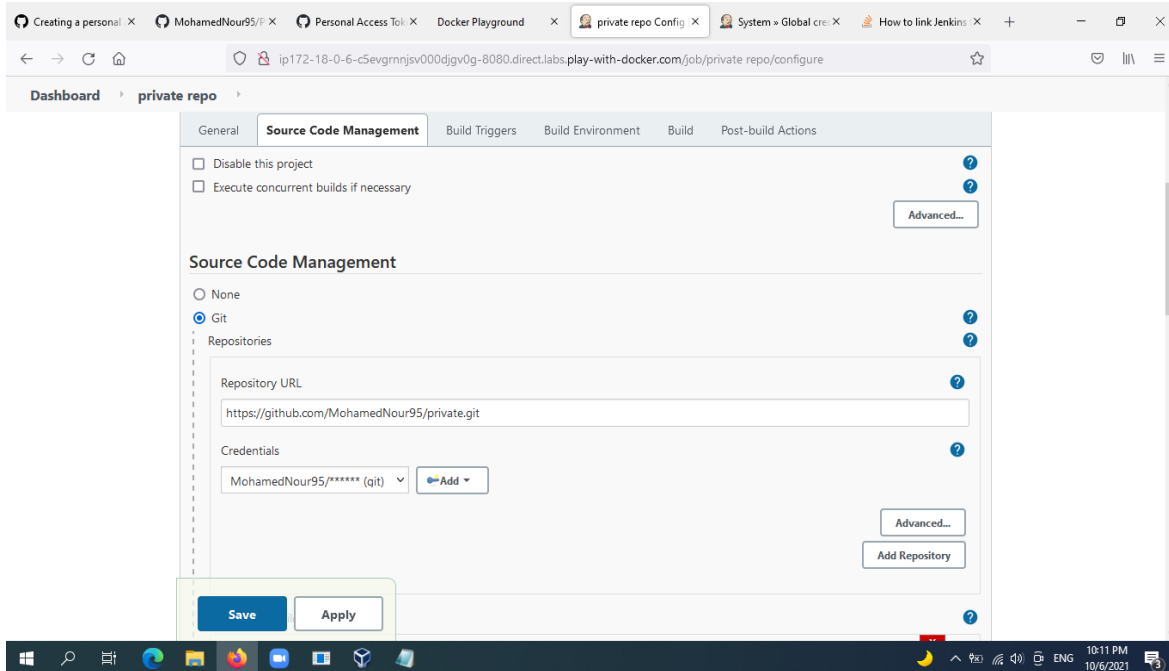 Creating a personal
MohamedNour95/P
Personal Access Tok
Docker Playground
private repo Config
System » Global cre
How to link Jenkins
ip172-18-0-6-c5evgrnnjsv000djgv0g-8080.direct.labs.play-with-docker.com/job/private repo/configure
Dashboard
private repo
General
Source Code Management
Build Triggers
Build Environment
Build
Post-build Actions
Disable this project
?
Execute concurrent builds if necessary
?
Advanced...
Source Code Management
None
Git
?
Repositories
?
Repository URL
?
https://github.com/MohamedNour95/private.git
Credentials
?
MohamedNour95/****** (git)
Add
Advanced...
Add Repository
Save
Apply
?
ENG
10:11 PM
10/6/2021